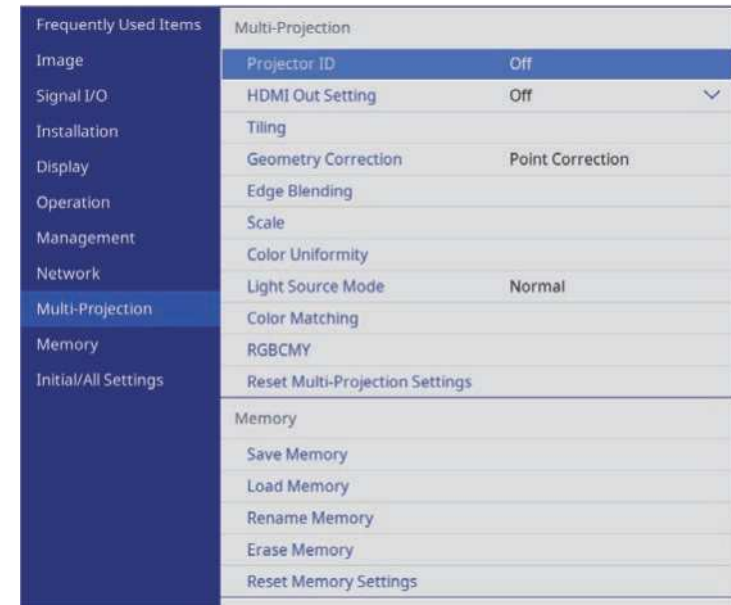 Frequently Used Items
Image
Signal I/O
Installation
Display
Operation
Management
Network
Multi-Projection
Memory
Initial/All Settings
Multi-Projection
Projector ID Off
HDMI Out Setting Off
Tiling
Geometry Correction Point Correction
Edge Blending
Scale
Color Uniformity
Light Source Mode Normal
Color Matching
RGBCMY
Reset Multi-Projection Settings
Memory
Save Memory
Load Memory
Rename Memory
Erase Memory
Reset Memory Settings